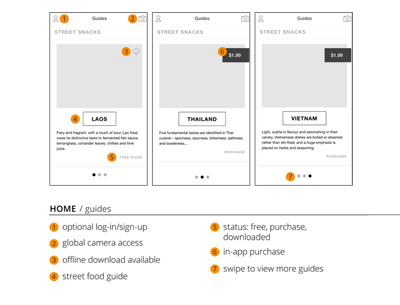 1 Guides 2
STREET SNACKS
3
4 LAOS
Fiery and fragrant, with a touch of sour. Lao food
owes its distinctive taste to fermented fish sauce,
lemongrass, coriander leaves, chillies and lime
juice.
5 FREE GUIDE
Guides
STREET SNACKS
6 $1.99
THAILAND
Five fundamental tastes are identified in Thai
cuisine – spiciness, sourness, bitterness, saltiness
and sweetness...
PURCHASE
Guides
STREET SNACKS
$1.99
VIETNAM
Light, subtle in flavour and astonishing in their
variety, Vietnamese dishes are boiled or steamed
rather than stir-fried, and a huge emphasis is
placed on herbs and seasoning.
PURCHASE
7
HOME / guides
1 optional log-in/sign-up
2 global camera access
3 offline download available
4 street food guide
5 status: free, purchase,
downloaded
6 in-app purchase
7 swipe to view more guides